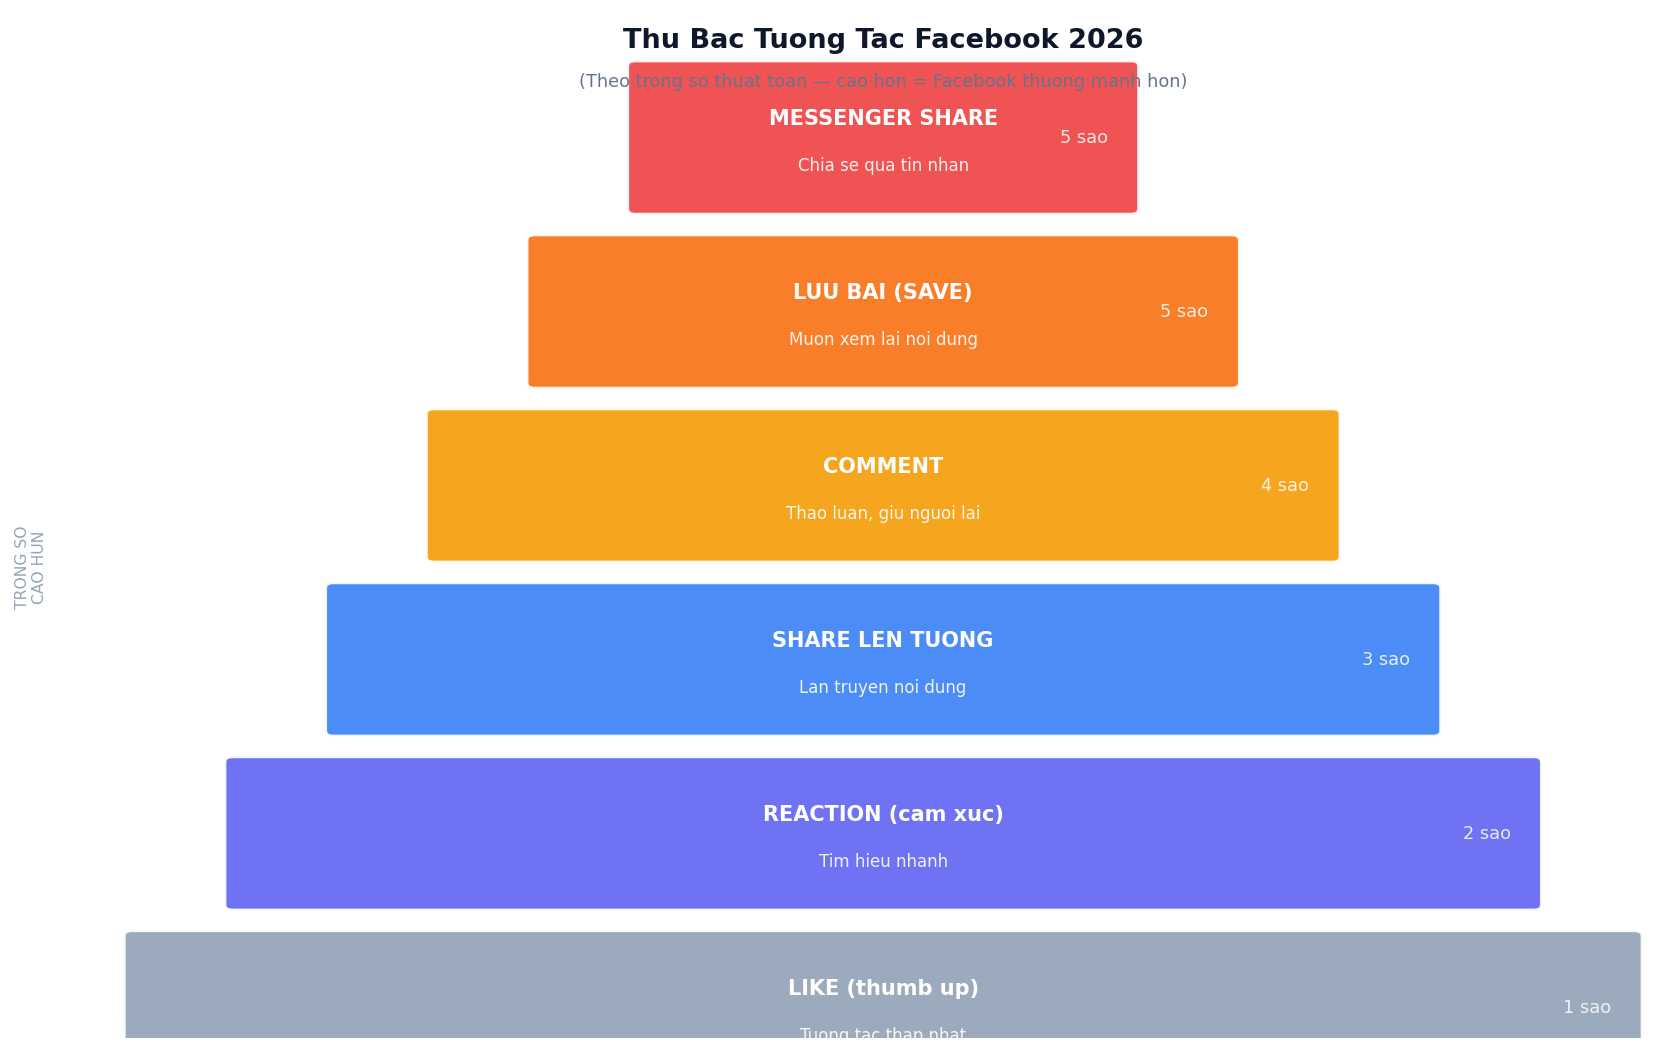 Thu Bac Tuong Tac Facebook 2026
(Theo trong so thuat toan — cao hon = Facebook thuong manh hon)
MESSENGER SHARE
5 sao
Chia se qua tin nhan
LUU BAI (SAVE)
5 sao
Muon xem lai noi dung
COMMENT
4 sao
Thao luan, giu nguoi lai
TRONG SO
CAO HUN
SHARE LEN TUONG
3 sao
Lan truyen noi dung
REACTION (cam xuc)
2 sao
Tim hieu nhanh
LIKE (thumb up)
1 sao
Tuong tac thap nhat